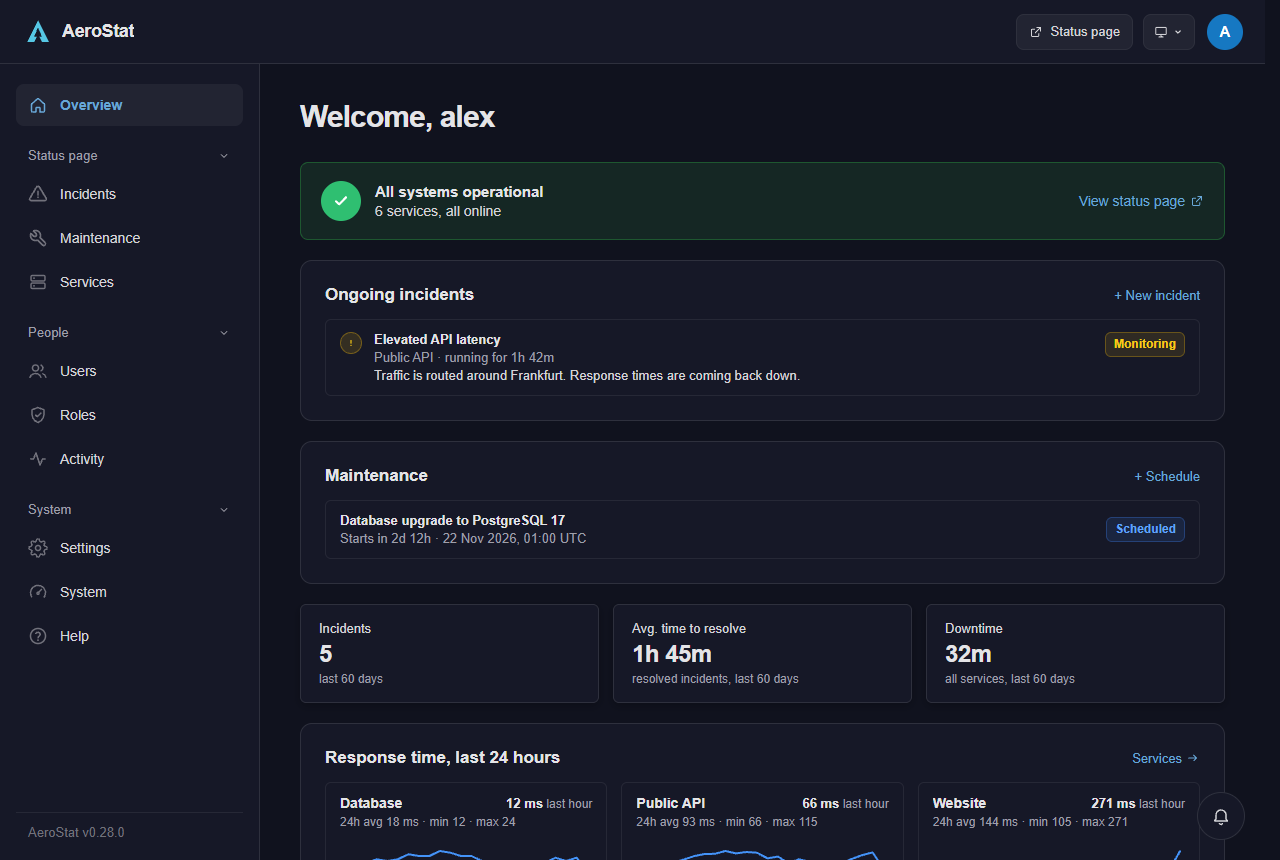 AeroStat
Status page
A
Overview
Status page
Incidents
Maintenance
Services
People
Users
Roles
Activity
System
Settings
System
Help
AeroStat v0.28.0
Welcome, alex
All systems operational
6 services, all online
View status page
Ongoing incidents
+ New incident
!
Elevated API latency
Public API · running for 1h 42m
Traffic is routed around Frankfurt. Response times are coming back down.
Monitoring
Maintenance
+ Schedule
Database upgrade to PostgreSQL 17
Starts in 2d 12h · 22 Nov 2026, 01:00 UTC
Scheduled
Incidents
5
last 60 days
Avg. time to resolve
1h 45m
resolved incidents, last 60 days
Downtime
32m
all services, last 60 days
Response time, last 24 hours
Services →
Database
12 ms last hour
24h avg 18 ms · min 12 · max 24
Public API
66 ms last hour
24h avg 93 ms · min 66 · max 115
Website
271 ms last hour
24h avg 144 ms · min 105 · max 271